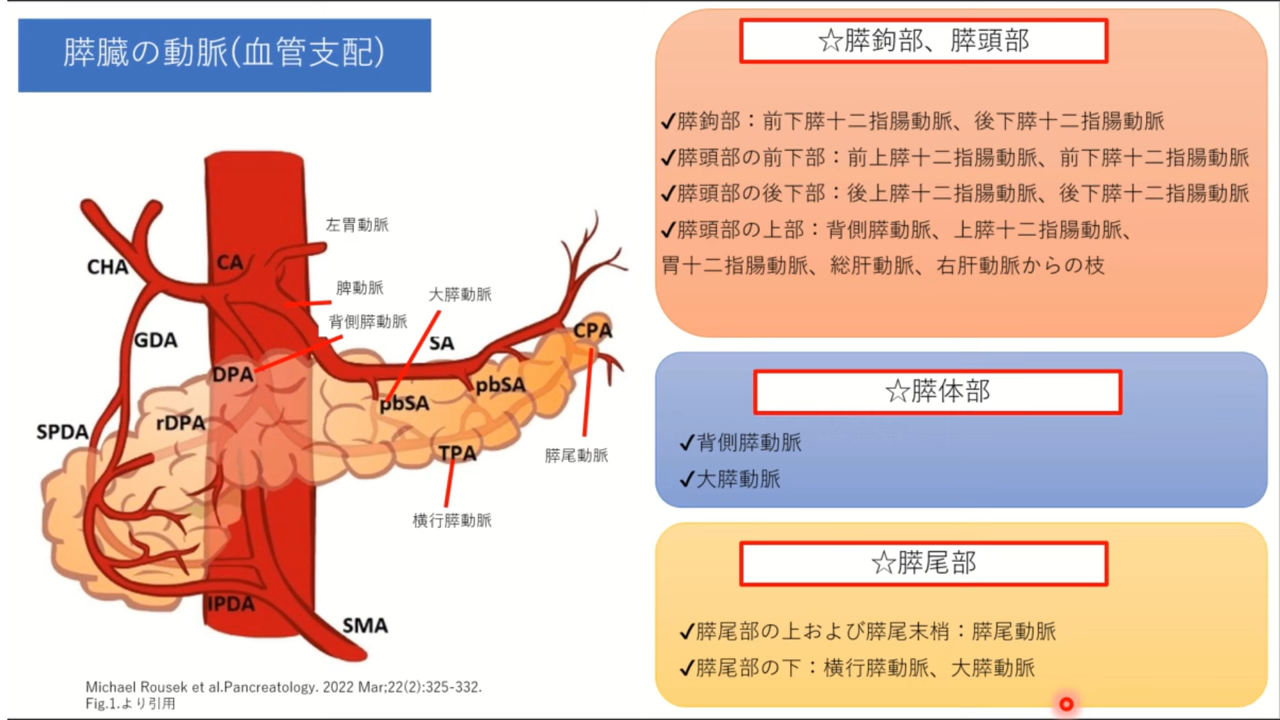 膵臓の動脈(血管支配)
CHA
CA
左胃動脈
脾動脈
背側膵動脈
大膵動脈
GDA
SA
CPA
DPA
pbSA
pbSA
rDPA
SPDA
TPA
膵尾動脈
横行膵動脈
IPDA
SMA
Michael Rousek et al.Pancreatology. 2022 Mar;22(2):325-332.
Fig.1.より引用
☆膵鉤部、膵頭部
✓膵鉤部：前下膵十二指腸動脈、後下膵十二指腸動脈
✓膵頭部の前下部：前上膵十二指腸動脈、前下膵十二指腸動脈
✓膵頭部の後下部：後上膵十二指腸動脈、後下膵十二指腸動脈
✓膵頭部の上部：背側膵動脈、上膵十二指腸動脈、
胃十二指腸動脈、総肝動脈、右肝動脈からの枝
☆膵体部
✓背側膵動脈
✓大膵動脈
☆膵尾部
✓膵尾部の上および膵尾末梢：膵尾動脈
✓膵尾部の下：横行膵動脈、大膵動脈